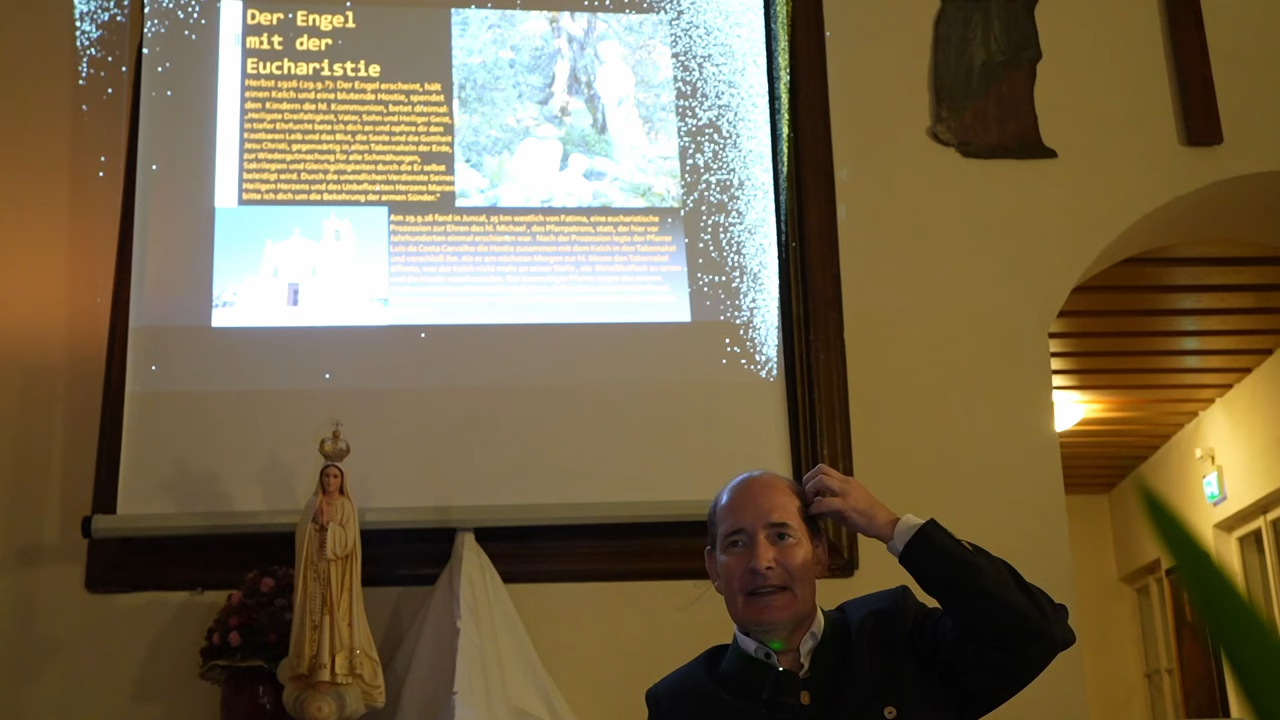 Der Engel
mit der
Eucharistie
Herbst 1916 (29.9.?): Der Engel erscheint, hält
einen Kelch und eine blutende Hostie, spendet
den Kindern die hl. Kommunion, betet dreimal:
„Heiligste Dreifaltigkeit, Vater, Sohn und Heiliger Geist,
in tiefer Ehrfurcht bete ich dich an und opfere dir den
Kostbaren Leib und das Blut, die Seele und die Gottheit
Jesu Christi, gegenwärtig in allen Tabernakeln der Erde,
zur Wiedergutmachung für alle Schmähungen,
Sakrilegien und Gleichgültigkeiten durch die Er selbst
beleidigt wird. Durch die unendlichen Verdienste Seines
Heiligen Herzens und des Unbefleckten Herzens Mariens
bitte ich dich um die Bekehrung der armen Sünder."
Am 29.9.16 fand in Juncal, 25 km westlich von Fatima, eine eucharistische
Prozession zur Ehren des hl. Michael , des Pfarrpatrons, statt, der hier vor
Jahrhunderten einmal erschienen war. Nach der Prozession legte der Pfarrer
Luis da Costa Carvalho die Hostie zusammen mit dem Kelch in den Tabernakel
und verschloß ihn. Als er am nächsten Morgen zur hl. Messe den Tabernakel
öffnete, war der Kelch nicht mehr an seiner Stelle , ein